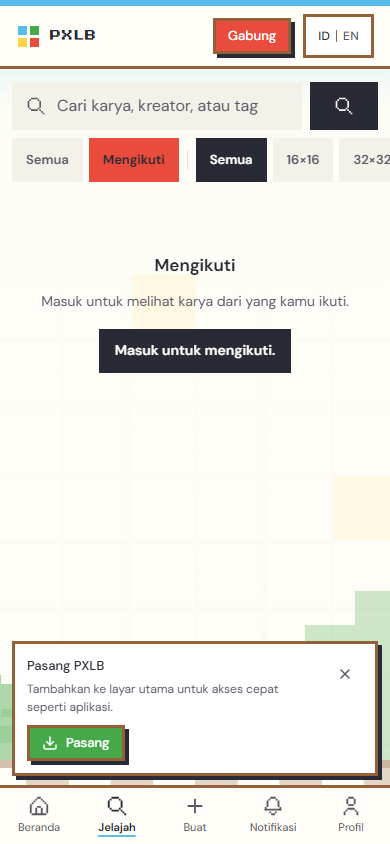 PXLB
Gabung
ID | EN
Cari karya, kreator, atau tag
Semua
Mengikuti
Semua
16×16
32×32
Mengikuti
Masuk untuk melihat karya dari yang kamu ikuti.
Masuk untuk mengikuti.
Pasang PXLB
Tambahkan ke layar utama untuk akses cepat
seperti aplikasi.
Pasang
Beranda
Jelajah
Buat
Notifikasi
Profil